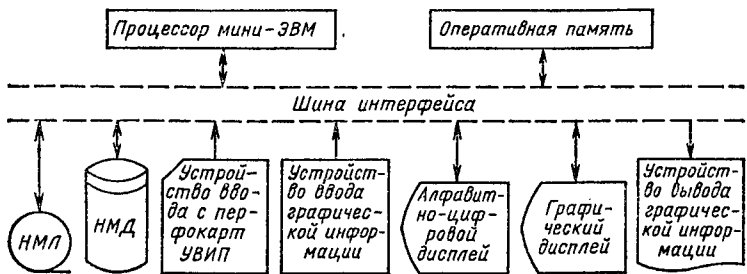 Процессор мини-ЭВМ
Оперативная память
Шина интерфейса
НМЛ
НМД
Устрой-
ство вво-
да с пер-
фокарт
УВИП
Устройст-
во ввода
графичес-
кой инфор-
мации
Алфавит-
но-циф-
ровой
дисплей
Графи-
ческий
дисплей
Устройст-
во вывода
графичес-
кой инфор-
мации